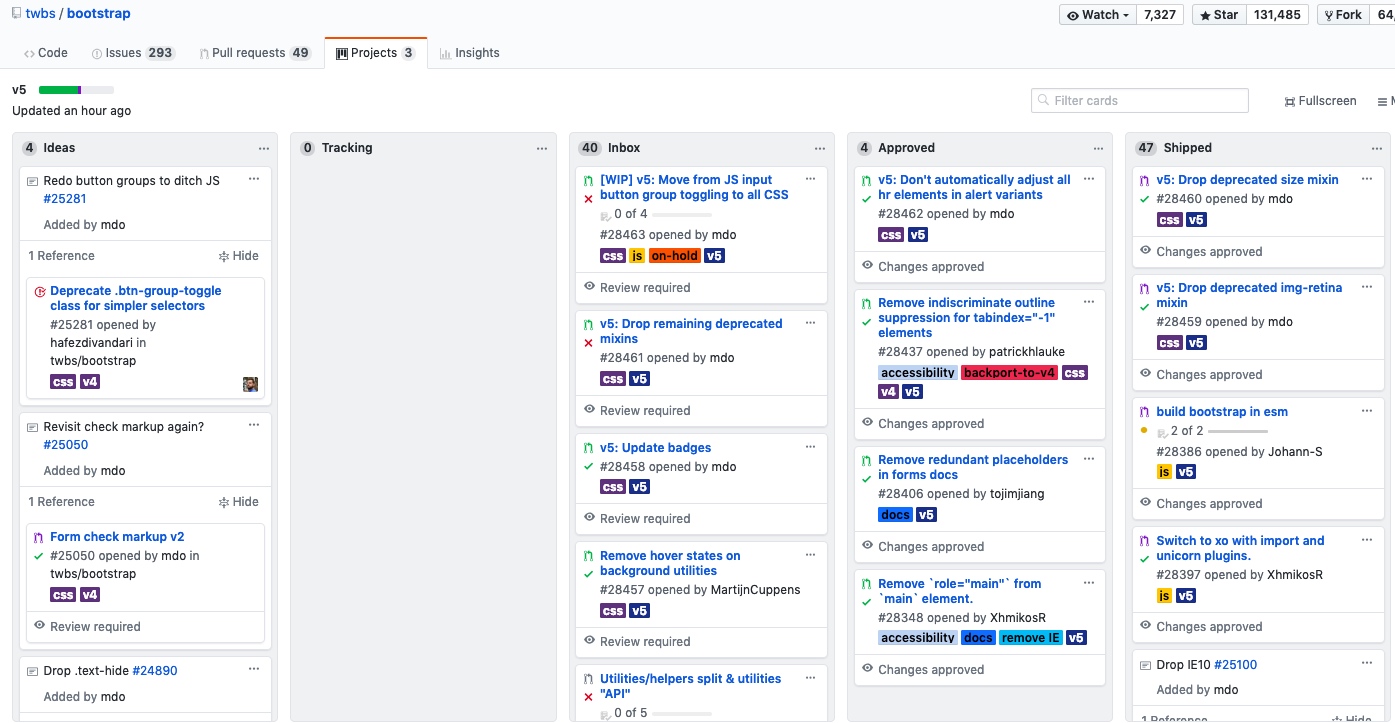 twbs / bootstrap
Watch 7,327 Star 131,485 Fork 64,
Code Issues 293 Pull requests 49 Projects 3 Insights
v5
Updated an hour ago
Filter cards
Fullscreen
4 Ideas
Redo button groups to ditch JS
#25281
Added by mdo
1 Reference Hide
Deprecate .btn-group-toggle
class for simpler selectors
#25281 opened by
hafezdivandari in
twbs/bootstrap
css v4
Revisit check markup again?
#25050
Added by mdo
1 Reference Hide
Form check markup v2
#25050 opened by mdo in
twbs/bootstrap
css v4
Review required
Drop .text-hide #24890
Added by mdo
0 Tracking
40 Inbox
[WIP] v5: Move from JS input
button group toggling to all CSS
0 of 4
#28463 opened by mdo
css js on-hold v5
Review required
v5: Drop remaining deprecated
mixins
#28461 opened by mdo
css v5
Review required
v5: Update badges
#28458 opened by mdo
css v5
Review required
Remove hover states on
background utilities
#28457 opened by MartijnCuppens
css v5
Review required
Utilities/helpers split & utilities
"API"
0 of 5
4 Approved
v5: Don't automatically adjust all
hr elements in alert variants
#28462 opened by mdo
css v5
Changes approved
Remove indiscriminate outline
suppression for tabindex="-1"
elements
#28437 opened by patrickhlauke
accessibility backport-to-v4 css
v4 v5
Changes approved
Remove redundant placeholders
in forms docs
#28406 opened by tojimjiang
docs v5
Changes approved
Remove `role="main"` from
`main` element.
#28348 opened by XhmikosR
accessibility docs remove IE v5
Changes approved
47 Shipped
v5: Drop deprecated size mixin
#28460 opened by mdo
css v5
Changes approved
v5: Drop deprecated img-retina
mixin
#28459 opened by mdo
css v5
Changes approved
build bootstrap in esm
2 of 2
#28386 opened by Johann-S
js v5
Changes approved
Switch to xo with import and
unicorn plugins.
#28397 opened by XhmikosR
js v5
Changes approved
Drop IE10 #25100
Added by mdo
1 Reference Hide